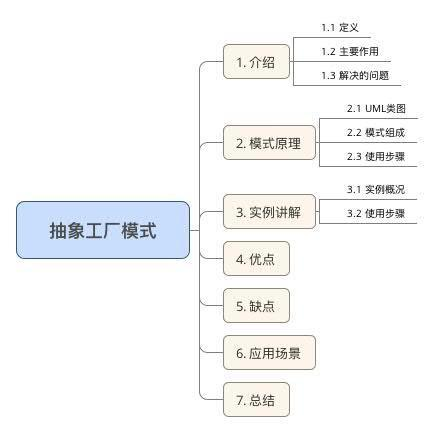 抽象工厂模式
1. 介绍
1.1 定义
1.2 主要作用
1.3 解决的问题
2. 模式原理
2.1 UML类图
2.2 模式组成
2.3 使用步骤
3. 实例讲解
3.1 实例概况
3.2 使用步骤
4. 优点
5. 缺点
6. 应用场景
7. 总结